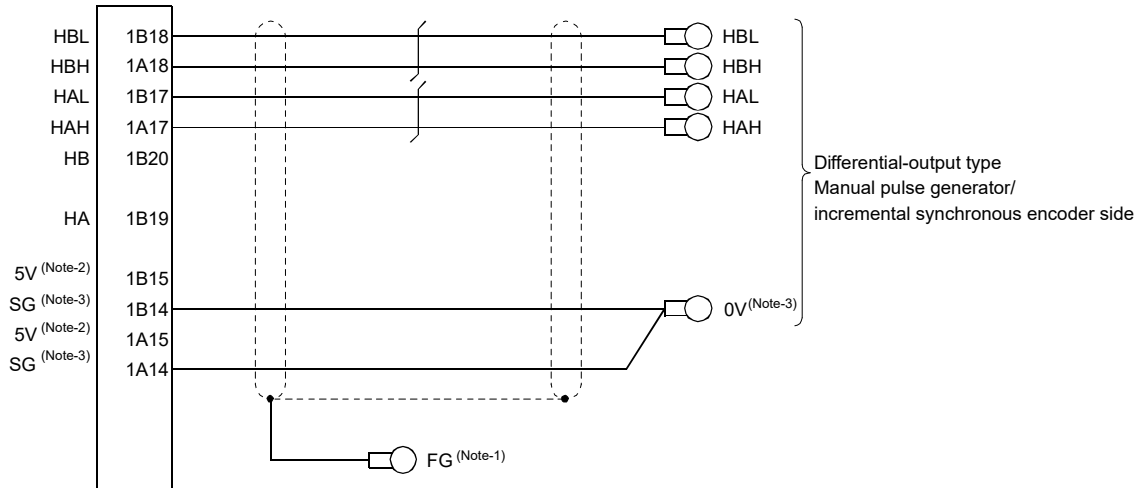 HBL 1B18 HBL
HBH 1A18 HBH
HAL 1B17 HAL
HAH 1A17 HAH
HB 1B20
Differential-output type
Manual pulse generator/
incremental synchronous encoder side
HA 1B19
5V (Note-2) 1B15
SG (Note-3) 1B14 0V(Note-3)
5V (Note-2) 1A15
SG (Note-3) 1A14
FG (Note-1)